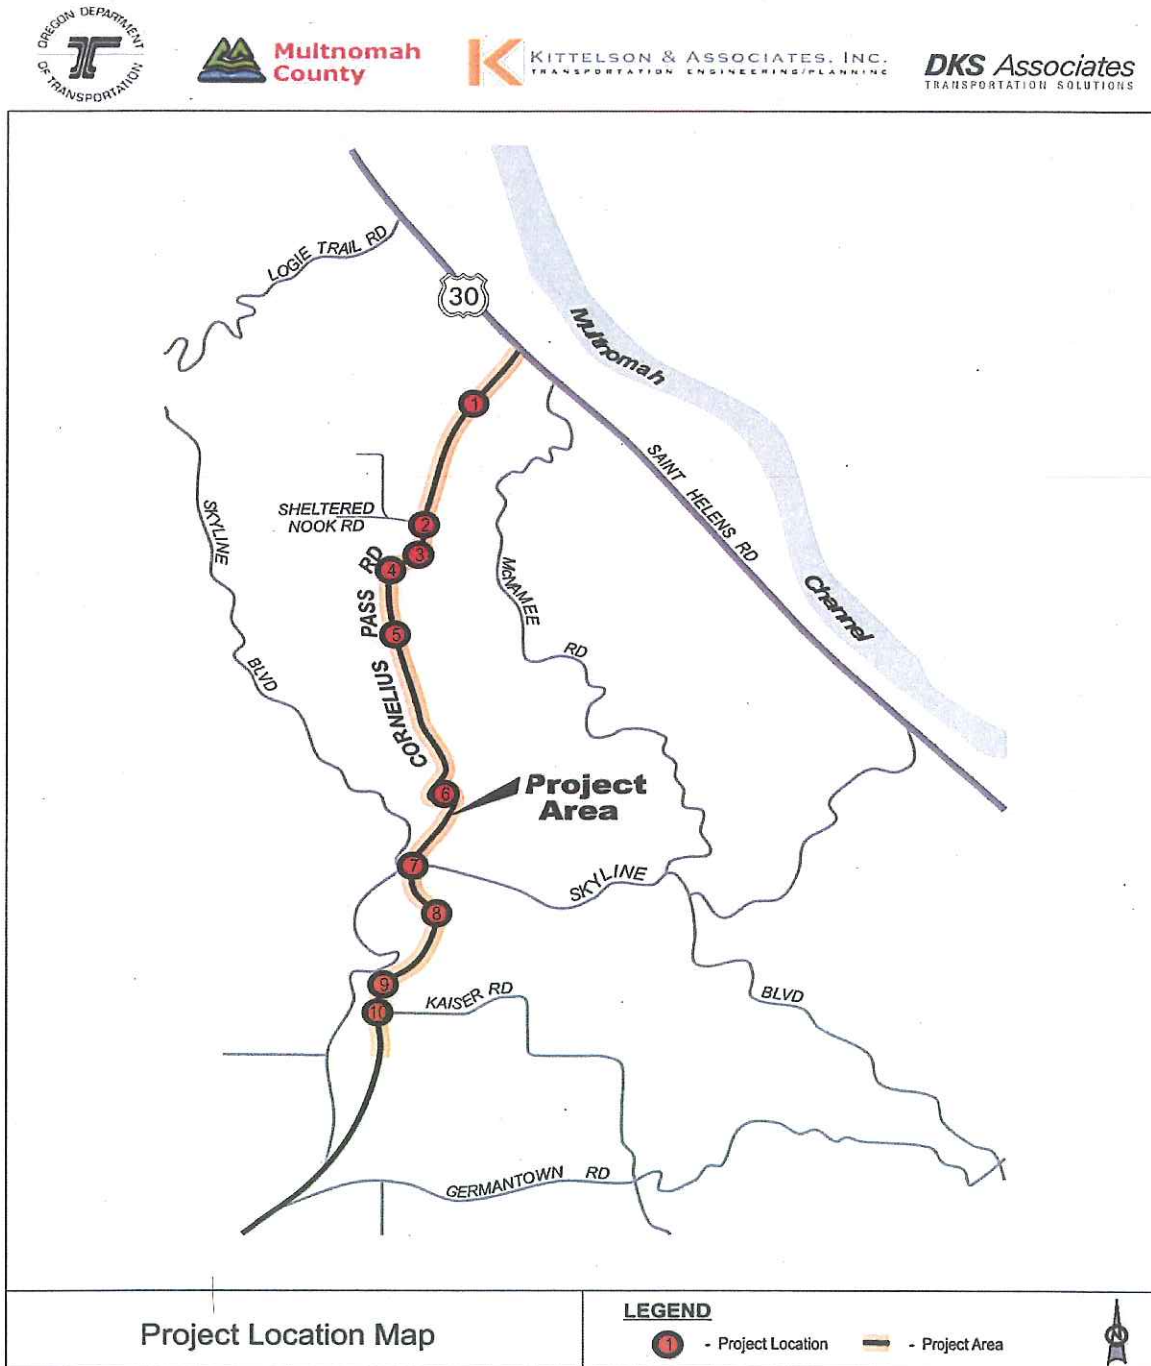 OREGON DEPARTMENT
OF TRANSPORTATION
Multnomah
County
KITTELSON & ASSOCIATES, INC.
TRANSPORTATION ENGINEERING/PLANNING
DKS Associates
TRANSPORTATION SOLUTIONS
LOGIE TRAIL RD
30
Multnomah
1
SKYLINE
SHELTERED
NOOK RD
2
3
4
SAINT HELENS RD
McNAMEE
RD
Channel
5
BLVD
CORNELIUS PASS RD
6
Project
Area
7
SKYLINE
8
9
KAISER RD
10
BLVD
GERMANTOWN RD
Project Location Map
LEGEND
1 - Project Location
- Project Area